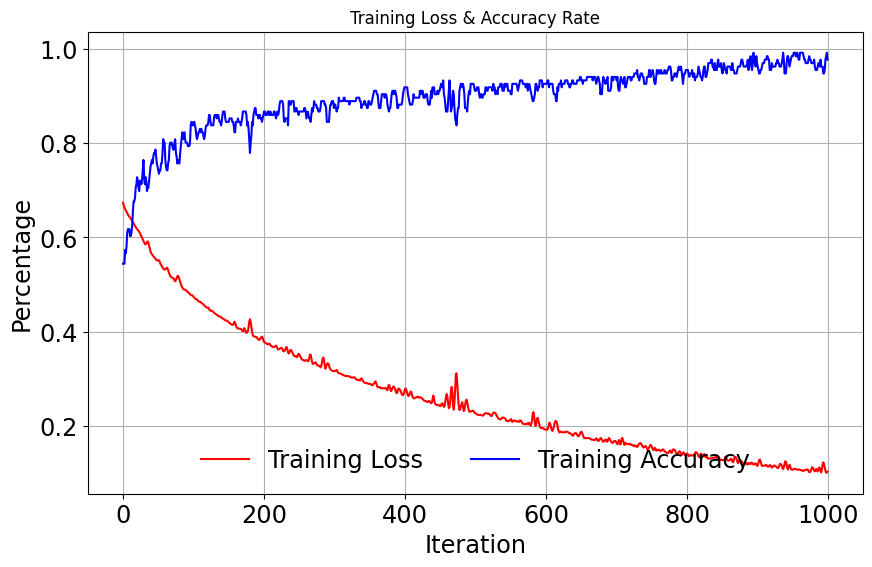 Training Loss & Accuracy Rate
1.0
0.8
0.6
0.4
0.2
Percentage
Training Loss
Training Accuracy
0
200
400
600
800
1000
Iteration